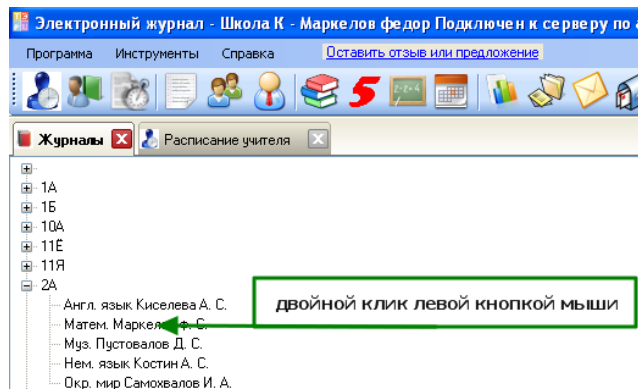 Электронный журнал - Школа К - Маркелов федор Подключен к серверу по
Программа Инструменты Справка Оставить отзыв или предложение
5
Журналы Расписание учителя
1А
1Б
10А
11Ё
11Я
2А
двойной клик левой кнопкой мыши
Англ. язык Киселева А. С.
Матем. Маркелов Ф. С.
Муз. Пустовалов Д. С.
Нем. язык Костин А. С.
Окр. мир Самохвалов И. А.